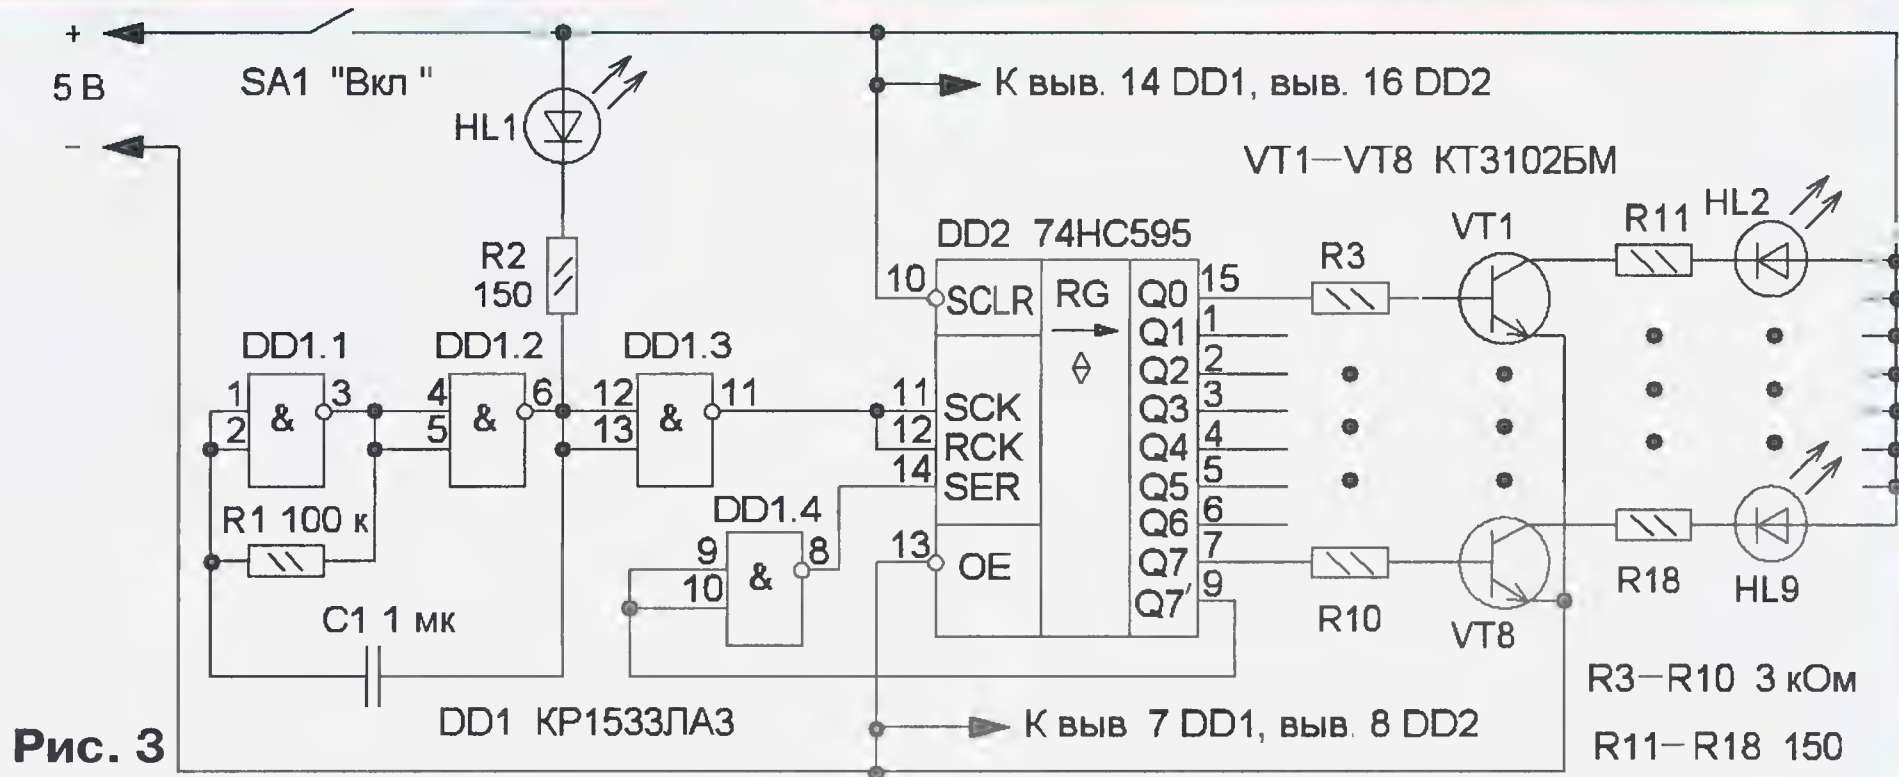 +
5 В
–
SA1 "Вкл "
HL1
К выв. 14 DD1, выв. 16 DD2
VT1–VT8 КТ3102БМ
R2
150
DD2 74HC595
10
SCLR
RG
Q0
15
Q1
1
Q2
2
11
SCK
Q3
3
12
RCK
Q4
4
14
SER
Q5
5
Q6
6
13
OE
Q7
7
Q7'
9
R3
VT1
R11
HL2
DD1.1
1
2
&
3
DD1.2
4
5
&
6
DD1.3
12
13
&
11
R1 100 к
DD1.4
9
10
&
8
C1 1 мк
R10
VT8
R18
HL9
DD1 КР1533ЛА3
К выв 7 DD1, выв. 8 DD2
R3–R10 3 кОм
R11–R18 150
Рис. 3